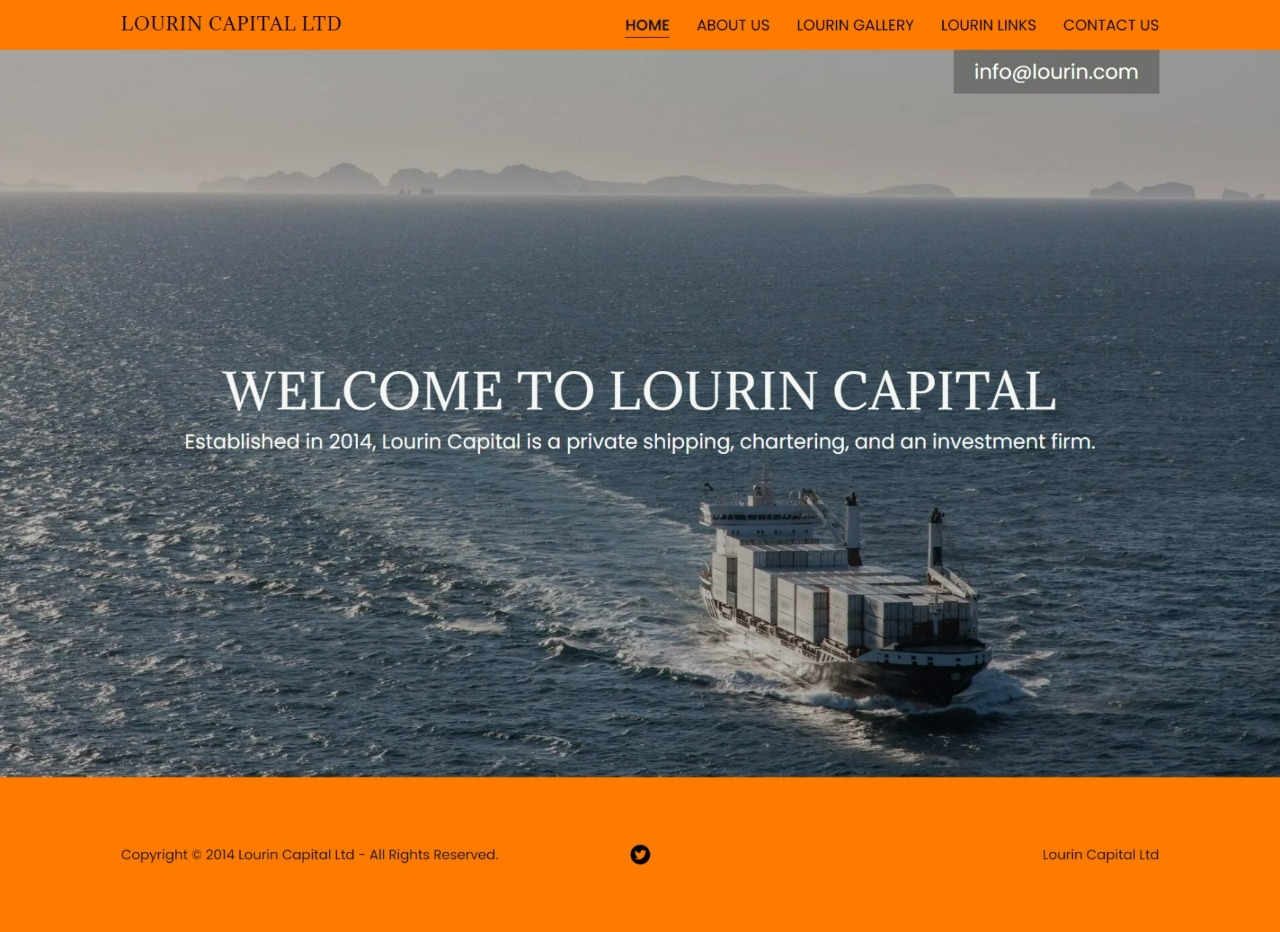 LOURIN CAPITAL LTD
HOME ABOUT US LOURIN GALLERY LOURIN LINKS CONTACT US
info@lourin.com
WELCOME TO LOURIN CAPITAL
Established in 2014, Lourin Capital is a private shipping, chartering, and an investment firm.
Copyright © 2014 Lourin Capital Ltd - All Rights Reserved.
Lourin Capital Ltd